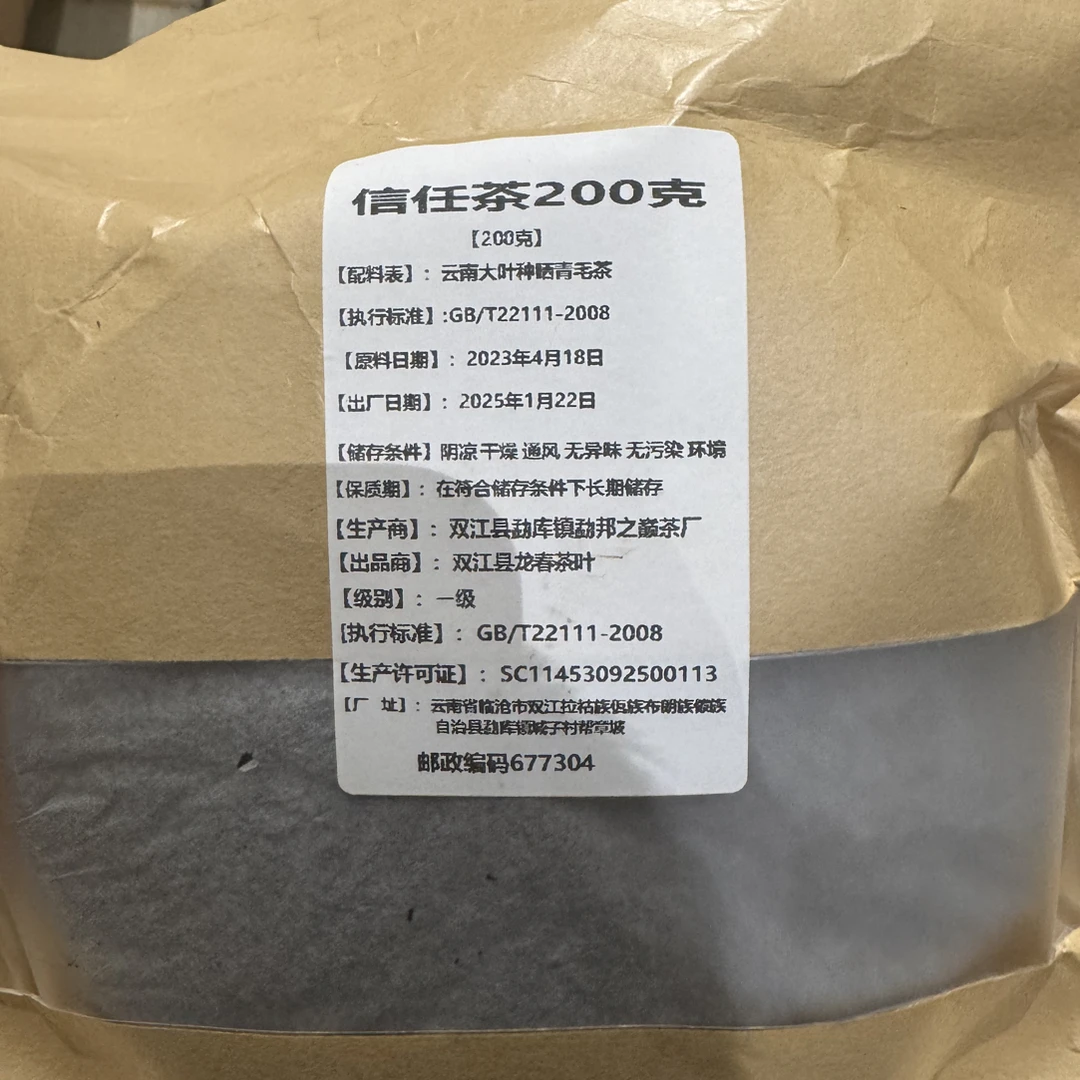 信任茶200克
【200克】
【配料表】：云南大叶种晒青毛茶
【执行标准】:GB/T22111-2008
【原料日期】：2023年4月18日
【出厂日期】：2025年1月22日
【储存条件】阴凉 干燥 通风 无异味 无污染 环境
【保质期】：在符合储存条件下长期储存
【生产商】：双江县勐库镇勐邦之巅茶厂
【出品商】：双江县龙春茶叶
【级别】：一级
【执行标准】：GB/T22111-2008
【生产许可证】：SC11453092500113
【厂 址】：云南省临沧市双江拉祜族佤族布朗族傣族
自治县勐库镇城子村帮章坡
邮政编码677304